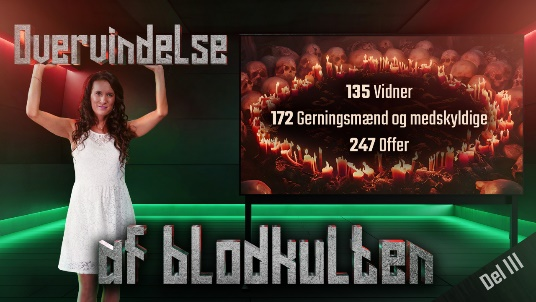 Overvindelse
135 Vidner
172 Gerningsmænd og medskyldige
247 Offer
af blodkulten
Del III